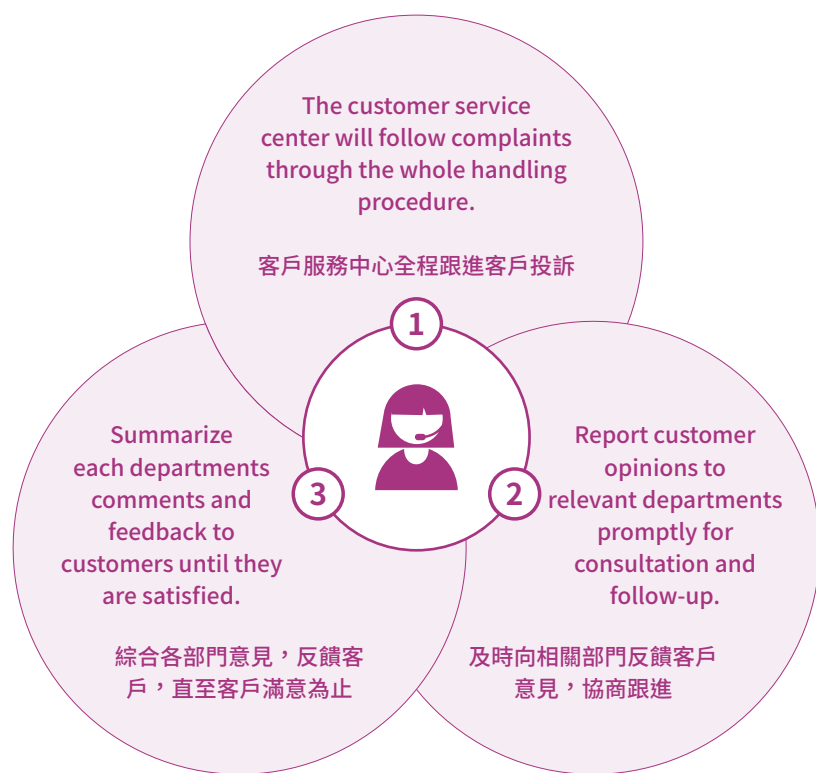 The customer service
center will follow complaints
through the whole handling
procedure.
客戶服務中心全程跟進客戶投訴
1
2
Report customer
opinions to
relevant departments
promptly for
consultation and
follow-up.
及時向相關部門反饋客戶
意見，協商跟進
3
Summarize
each departments
comments and
feedback to
customers until they
are satisfied.
綜合各部門意見，反饋客
戶，直至客戶滿意為止